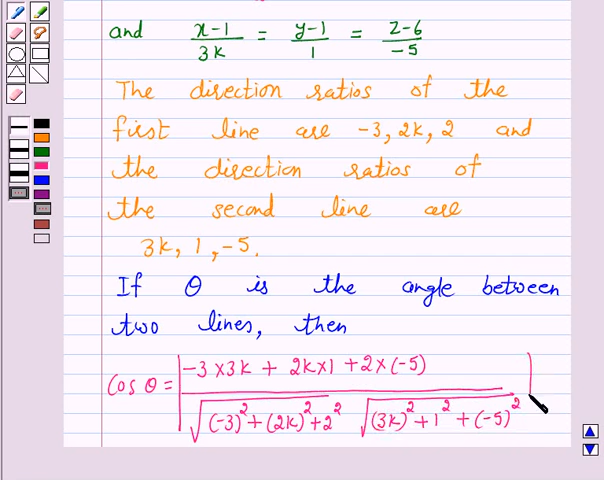 and x-1/3k = y-1/1 = z-6/-5
The direction ratios of the
first line are -3, 2k, 2 and
the direction ratios of
the second line are
3k, 1, -5.
If θ is the angle between
two lines, then
cos θ = |-3×3k + 2k×1 + 2×(-5) / √((-3)²+(2k)²+2²) √((3k)²+1²+(-5)²)|